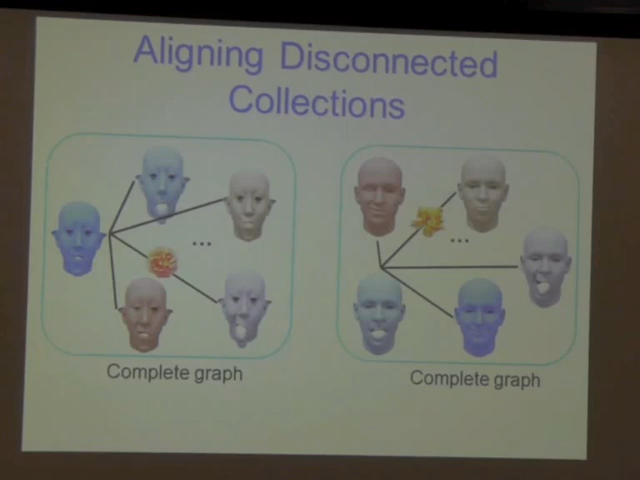 Aligning Disconnected
Collections
...
...
Complete graph
Complete graph